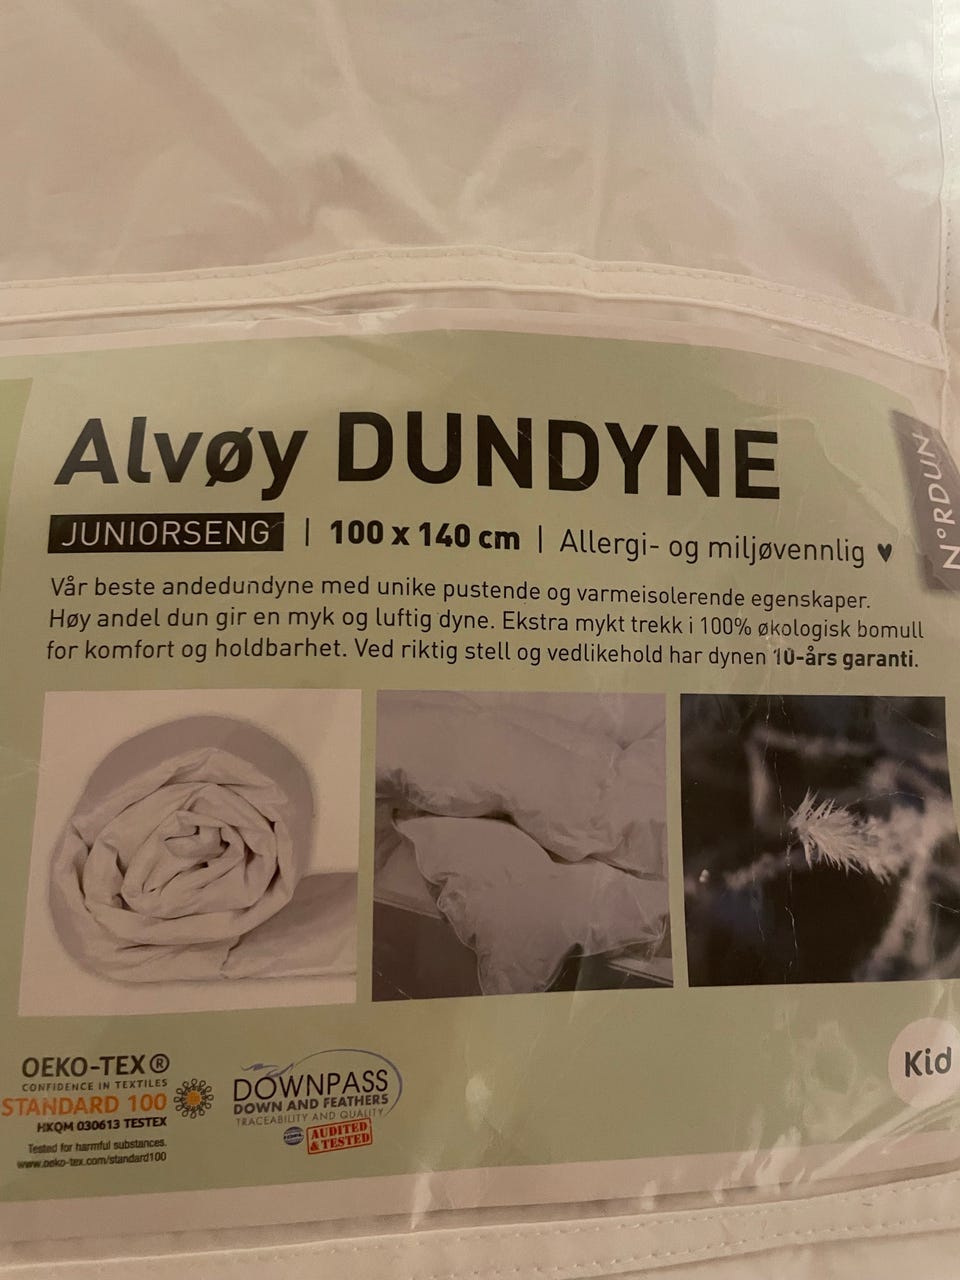 Alvøy DUNDYNE
JUNIORSENG | 100 x 140 cm | Allergi- og miljøvennlig ♥
Vår beste andedundyne med unike pustende og varmeisolerende egenskaper.
Høy andel dun gir en myk og luftig dyne. Ekstra mykt trekk i 100% økologisk bomull
for komfort og holdbarhet. Ved riktig stell og vedlikehold har dynen 10-års garanti.
N°RDUN
OEKO-TEX®
CONFIDENCE IN TEXTILES
STANDARD 100
HKQM 030613 TESTEX
Tested for harmful substances.
www.oeko-tex.com/standard100
DOWNPASS
DOWN AND FEATHERS
TRACEABILITY AND QUALITY
AUDITED
& TESTED
Kid